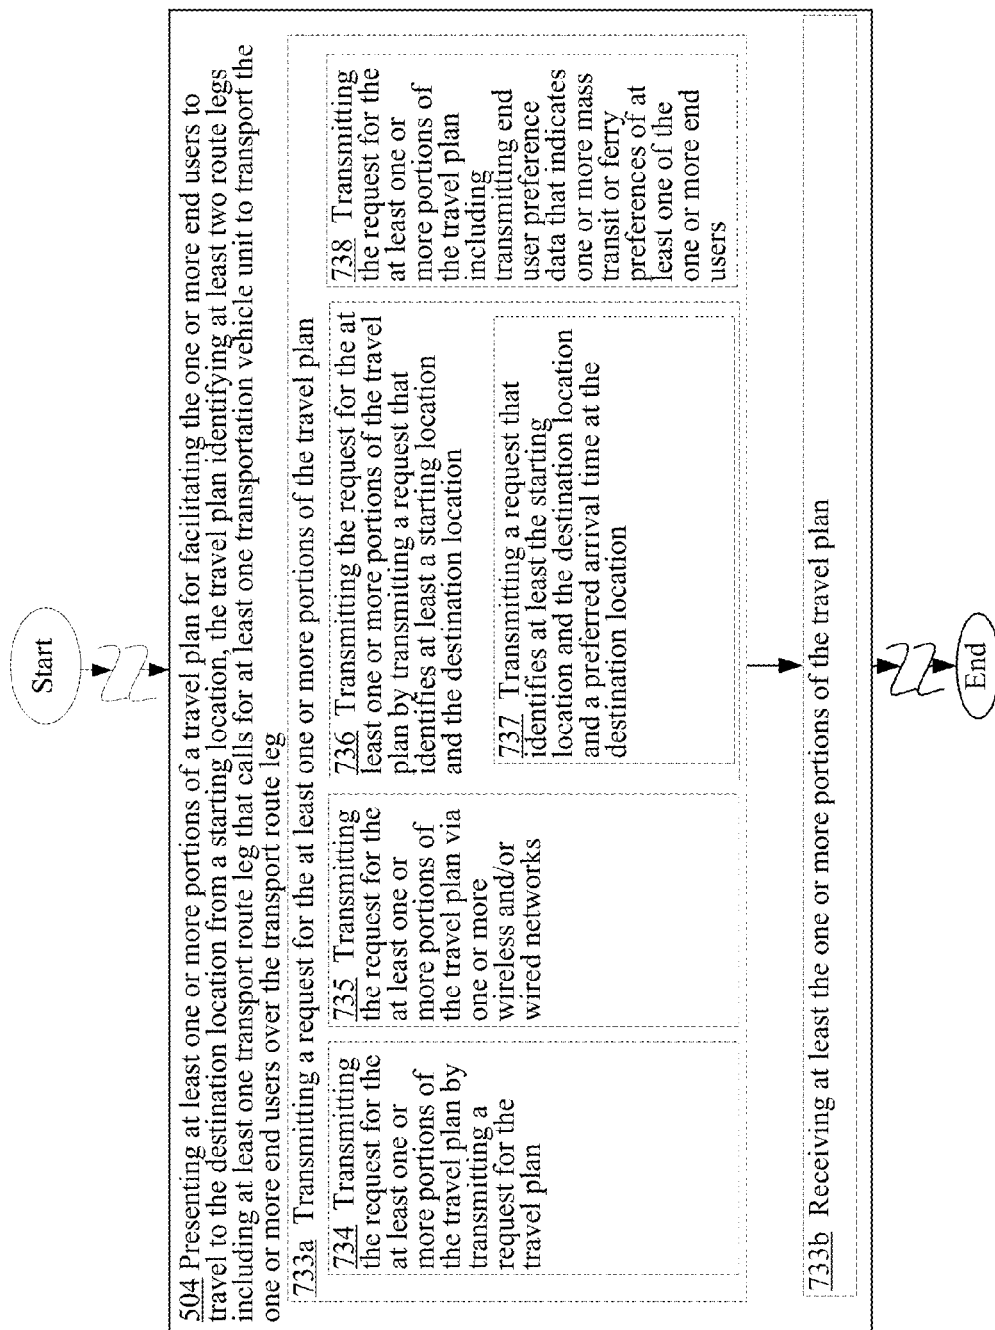 Start
504 Presenting at least one or more portions of a travel plan for facilitating the one or more end users to
travel to the destination location from a starting location, the travel plan identifying at least two route legs
including at least one transport route leg that calls for at least one transportation vehicle unit to transport the
one or more end users over the transport route leg
733a Transmitting a request for the at least one or more portions of the travel plan
734 Transmitting
the request for the
at least one or
more portions of
the travel plan by
transmitting a
request for the
travel plan
735 Transmitting
the request for the
at least one or
more portions of
the travel plan via
one or more
wireless and/or
wired networks
736 Transmitting the request for the at
least one or more portions of the travel
plan by transmitting a request that
identifies at least a starting location
and the destination location
737 Transmitting a request that
identifies at least the starting
location and the destination location
and a preferred arrival time at the
destination location
738 Transmitting
the request for the
at least one or
more portions of
the travel plan
including
transmitting end
user preference
data that indicates
one or more mass
transit or ferry
preferences of at
least one of the
one or more end
users
733b Receiving at least the one or more portions of the travel plan
End